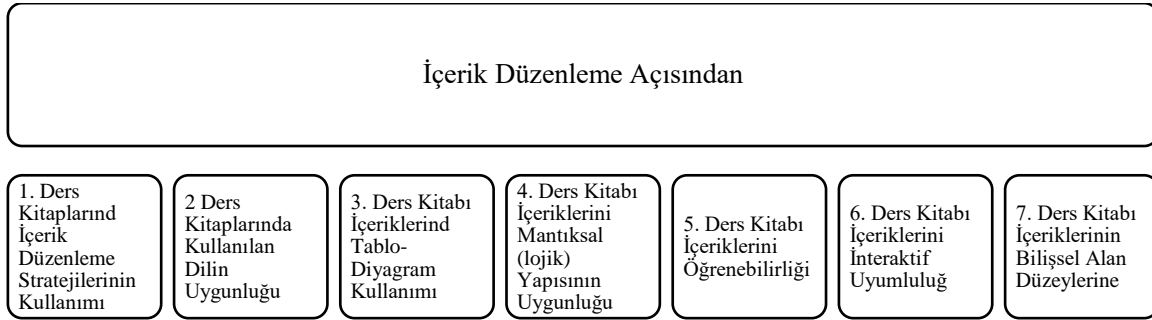 İçerik Düzenleme Açısından
1. Ders
Kitaplarınd
İçerik
Düzenleme
Stratejilerinin
Kullanımı
2 Ders
Kitaplarında
Kullanılan
Dilin
Uygunluğu
3. Ders Kitabı
İçeriklerind
Tablo-
Diyagram
Kullanımı
4. Ders Kitabı
İçeriklerini
Mantıksal
(lojik)
Yapısının
Uygunluğu
5. Ders Kitabı
İçeriklerini
Öğrenebilirliği
6. Ders Kitabı
İçeriklerini
İnteraktif
Uyumluluğ
7. Ders Kitabı
İçeriklerinin
Bilişsel Alan
Düzeylerine